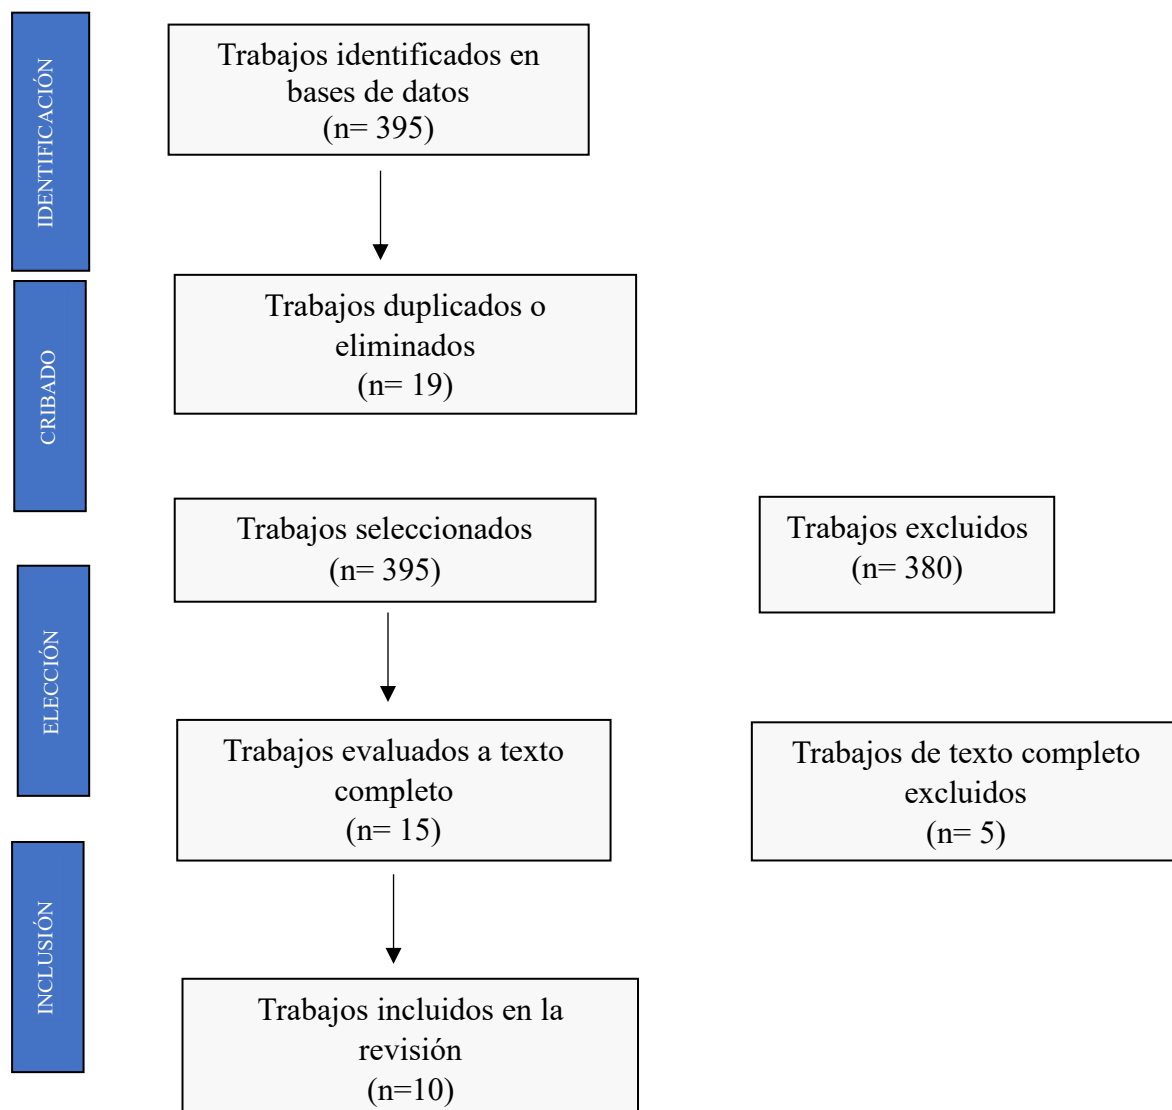 IDENTIFICACIÓN
Trabajos identificados en
bases de datos
(n= 395)
CRIBADO
Trabajos duplicados o
eliminados
(n= 19)
Trabajos seleccionados
(n= 395)
Trabajos excluidos
(n= 380)
ELECCIÓN
Trabajos evaluados a texto
completo
(n= 15)
Trabajos de texto completo
excluidos
(n= 5)
INCLUSIÓN
Trabajos incluidos en la
revisión
(n=10)